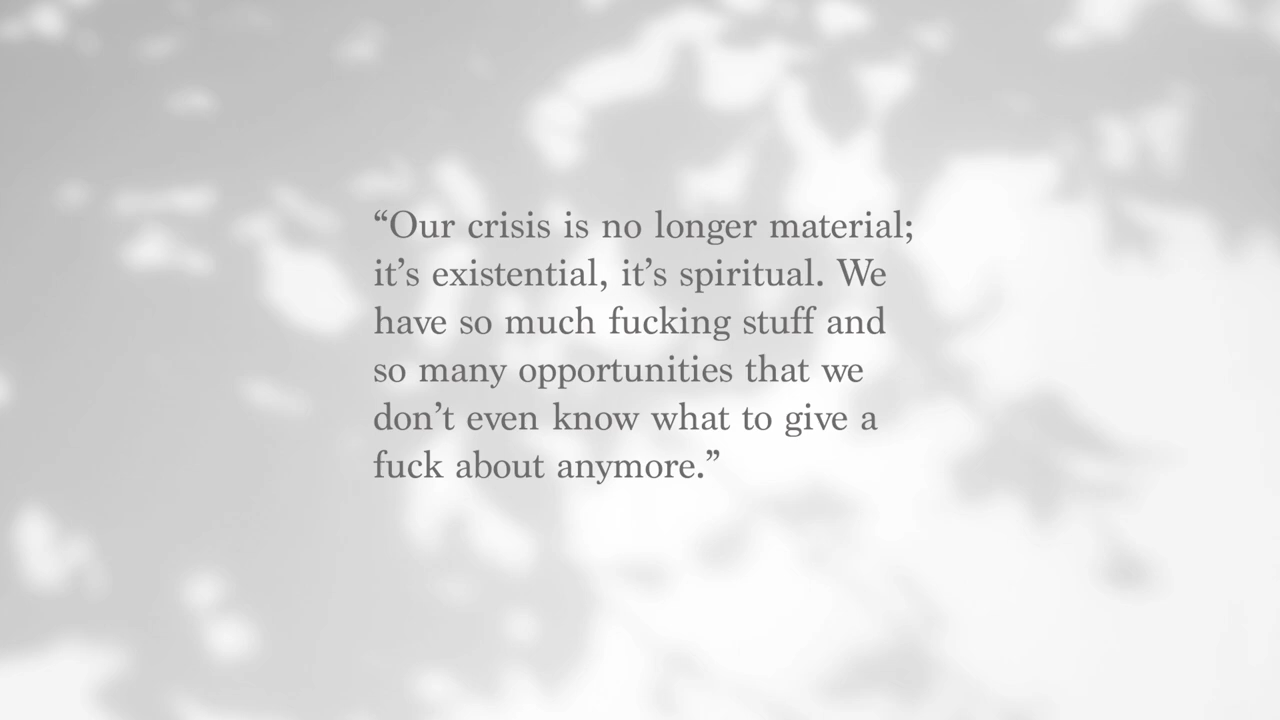 “Our crisis is no longer material;
it’s existential, it’s spiritual. We
have so much fucking stuff and
so many opportunities that we
don’t even know what to give a
fuck about anymore.”